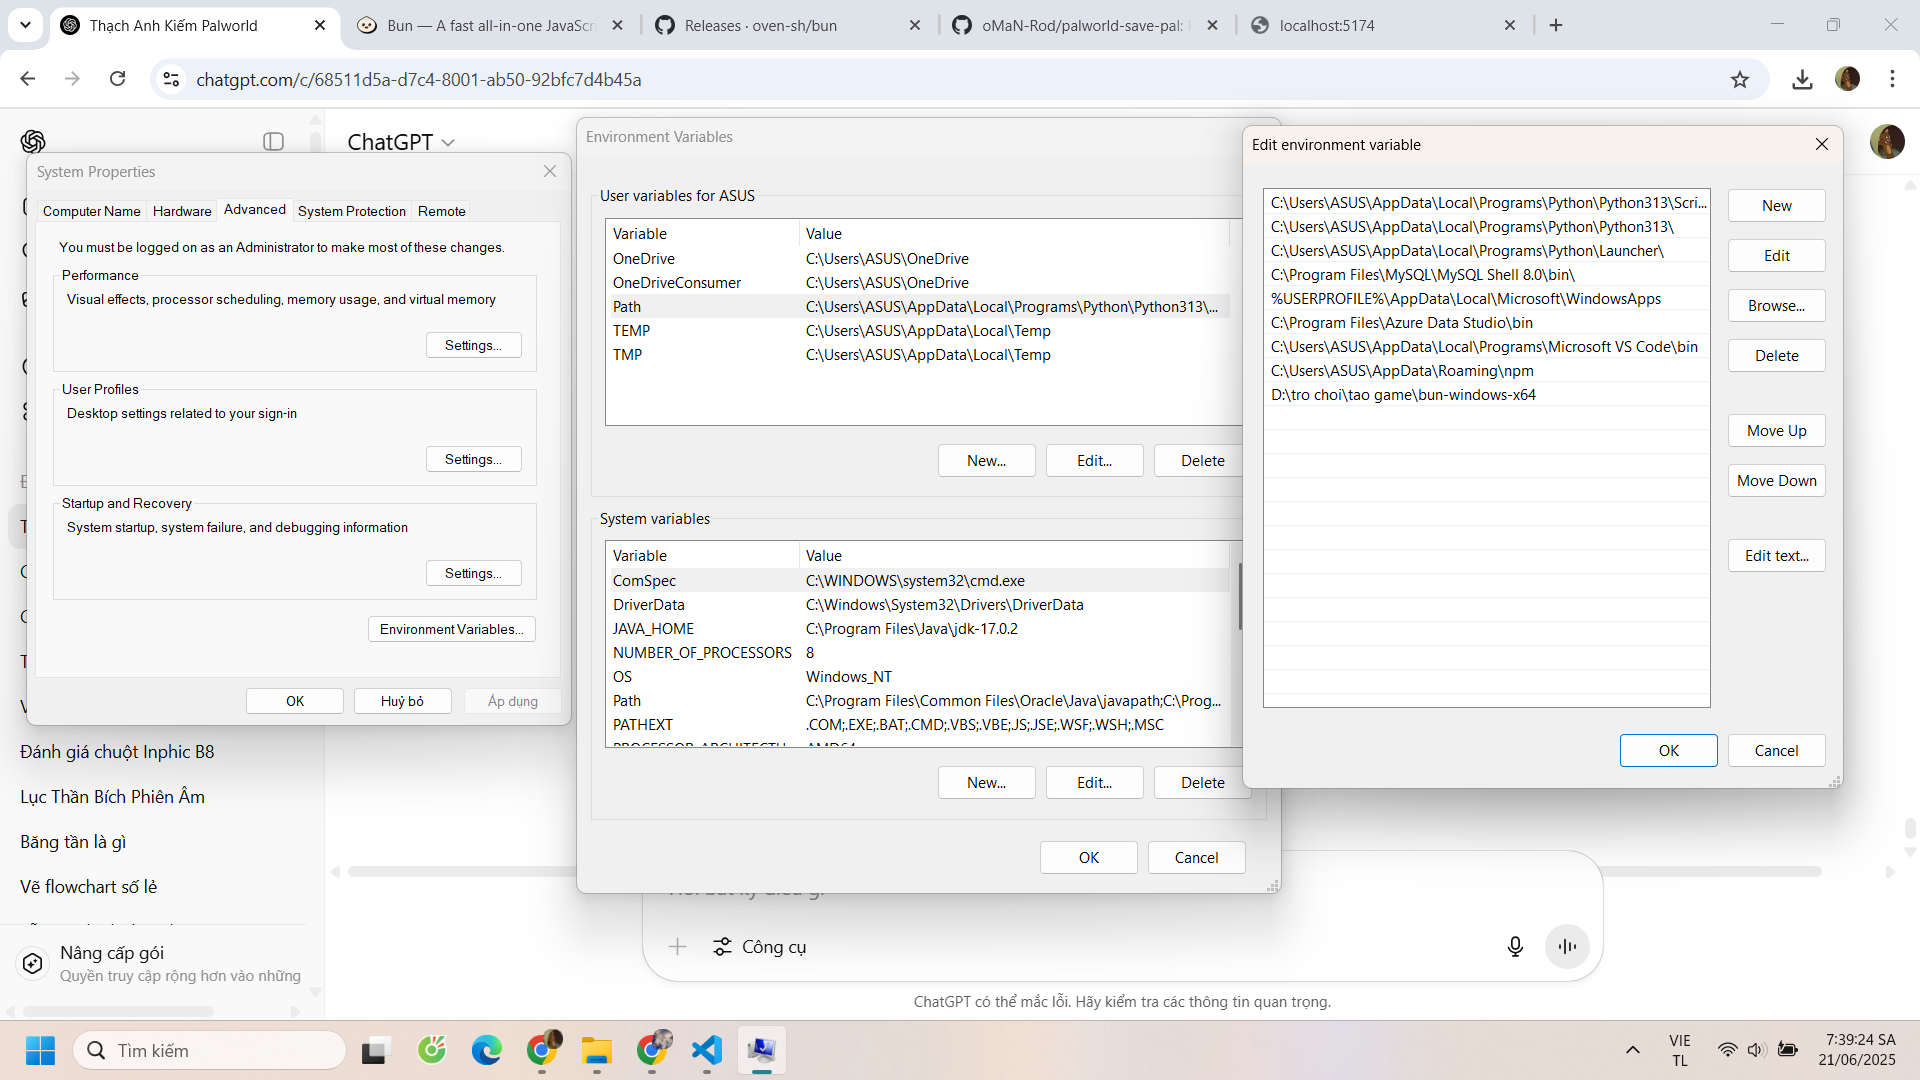 Thạch Anh Kiếm Palworld
Bun — A fast all-in-one JavaScri
Releases · oven-sh/bun
oMaN-Rod/palworld-save-pal:
localhost:5174
chatgpt.com/c/68511d5a-d7c4-8001-ab50-92bfc7d4b45a
ChatGPT
System Properties
Computer Name
Hardware
Advanced
System Protection
Remote
You must be logged on as an Administrator to make most of these changes.
Performance
Visual effects, processor scheduling, memory usage, and virtual memory
Settings...
User Profiles
Desktop settings related to your sign-in
Settings...
Startup and Recovery
System startup, system failure, and debugging information
Settings...
Environment Variables...
OK
Huỷ bỏ
Áp dụng
Đánh giá chuột Inphic B8
Lục Thần Bích Phiên Âm
Băng tần là gì
Vẽ flowchart số lẻ
Nâng cấp gói
Quyền truy cập rộng hơn vào những
Environment Variables
User variables for ASUS
Variable Value
OneDrive C:\Users\ASUS\OneDrive
OneDriveConsumer C:\Users\ASUS\OneDrive
Path C:\Users\ASUS\AppData\Local\Programs\Python\Python313\...
TEMP C:\Users\ASUS\AppData\Local\Temp
TMP C:\Users\ASUS\AppData\Local\Temp
New...
Edit...
Delete
System variables
Variable Value
ComSpec C:\WINDOWS\system32\cmd.exe
DriverData C:\Windows\System32\Drivers\DriverData
JAVA_HOME C:\Program Files\Java\jdk-17.0.2
NUMBER_OF_PROCESSORS 8
OS Windows_NT
Path C:\Program Files\Common Files\Oracle\Java\javapath;C:\Prog...
PATHEXT .COM;.EXE;.BAT;.CMD;.VBS;.VBE;.JS;.JSE;.WSF;.WSH;.MSC
New...
Edit...
Delete
OK
Cancel
Edit environment variable
C:\Users\ASUS\AppData\Local\Programs\Python\Python313\Scri...
C:\Users\ASUS\AppData\Local\Programs\Python\Python313\
C:\Users\ASUS\AppData\Local\Programs\Python\Launcher\
C:\Program Files\MySQL\MySQL Shell 8.0\bin\
%USERPROFILE%\AppData\Local\Microsoft\WindowsApps
C:\Program Files\Azure Data Studio\bin
C:\Users\ASUS\AppData\Local\Programs\Microsoft VS Code\bin
C:\Users\ASUS\AppData\Roaming\npm
D:\tro choi\tao game\bun-windows-x64
New
Edit
Browse...
Delete
Move Up
Move Down
Edit text...
OK
Cancel
Công cụ
ChatGPT có thể mắc lỗi. Hãy kiểm tra các thông tin quan trọng.
Tìm kiếm
VIE
TL
7:39:24 SA
21/06/2025